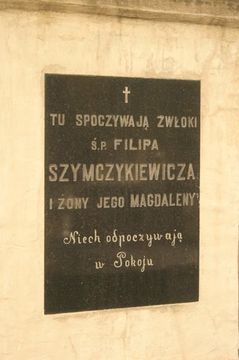 TU SPOCZYWAJĄ ZWŁOKI
Ś.P. FILIPA
SZYMCZYKIEWICZA
I ŻONY JEGO MAGDALENY
Niech odpoczywają
w Pokoju